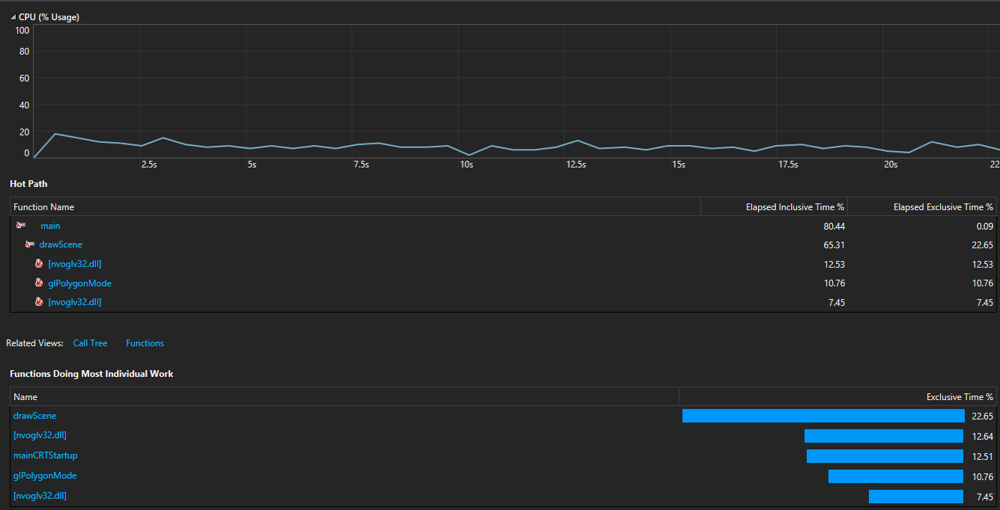 CPU (% Usage)
100
80
60
40
20
0
2.5s 5s 7.5s 10s 12.5s 15s 17.5s 20s 22
Hot Path
Function Name Elapsed Inclusive Time % Elapsed Exclusive Time %
main 80.44 0.09
drawScene 65.31 22.65
[nvoglv32.dll] 12.53 12.53
glPolygonMode 10.76 10.76
[nvoglv32.dll] 7.45 7.45
Related Views: Call Tree Functions
Functions Doing Most Individual Work
Name Exclusive Time %
drawScene 22.65
[nvoglv32.dll] 12.64
mainCRTStartup 12.51
glPolygonMode 10.76
[nvoglv32.dll] 7.45